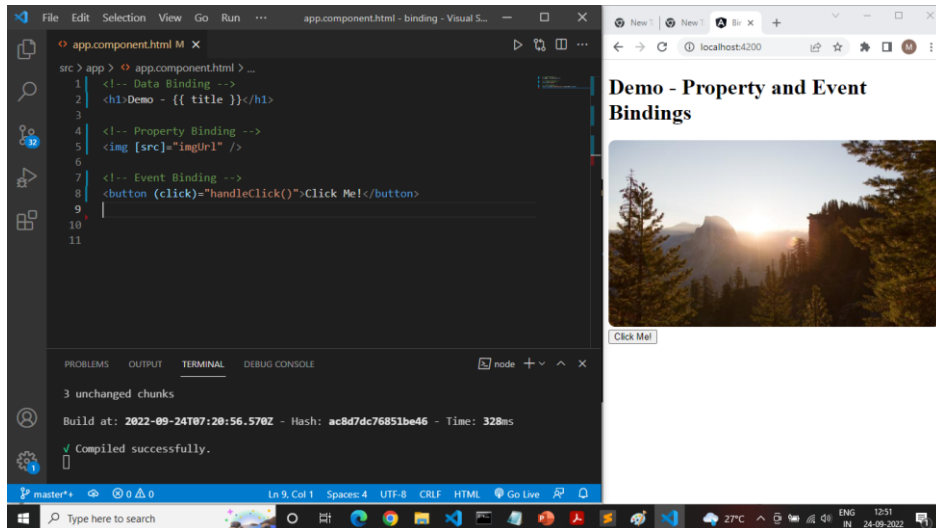 File Edit Selection View Go Run ··· app.component.html - binding - Visual S...
app.component.html M
src > app > app.component.html > ...
1 <!-- Data Binding -->
2 <h1>Demo - {{ title }}</h1>
3
4 <!-- Property Binding -->
5 <img [src]="imgUrl" />
6
7 <!-- Event Binding -->
8 <button (click)="handleClick()">Click Me!</button>
9
10
11
32
1
PROBLEMS OUTPUT TERMINAL DEBUG CONSOLE node
3 unchanged chunks
Build at: 2022-09-24T07:20:56.570Z - Hash: ac8d7dc76851be46 - Time: 328ms
√ Compiled successfully.
master*+ 0 0 Ln 9, Col 1 Spaces: 4 UTF-8 CRLF HTML Go Live
New New Bir
localhost:4200 M
Demo - Property and Event
Bindings
Click Me!
Type here to search 27°C ENG 12:51
IN 24-09-2022